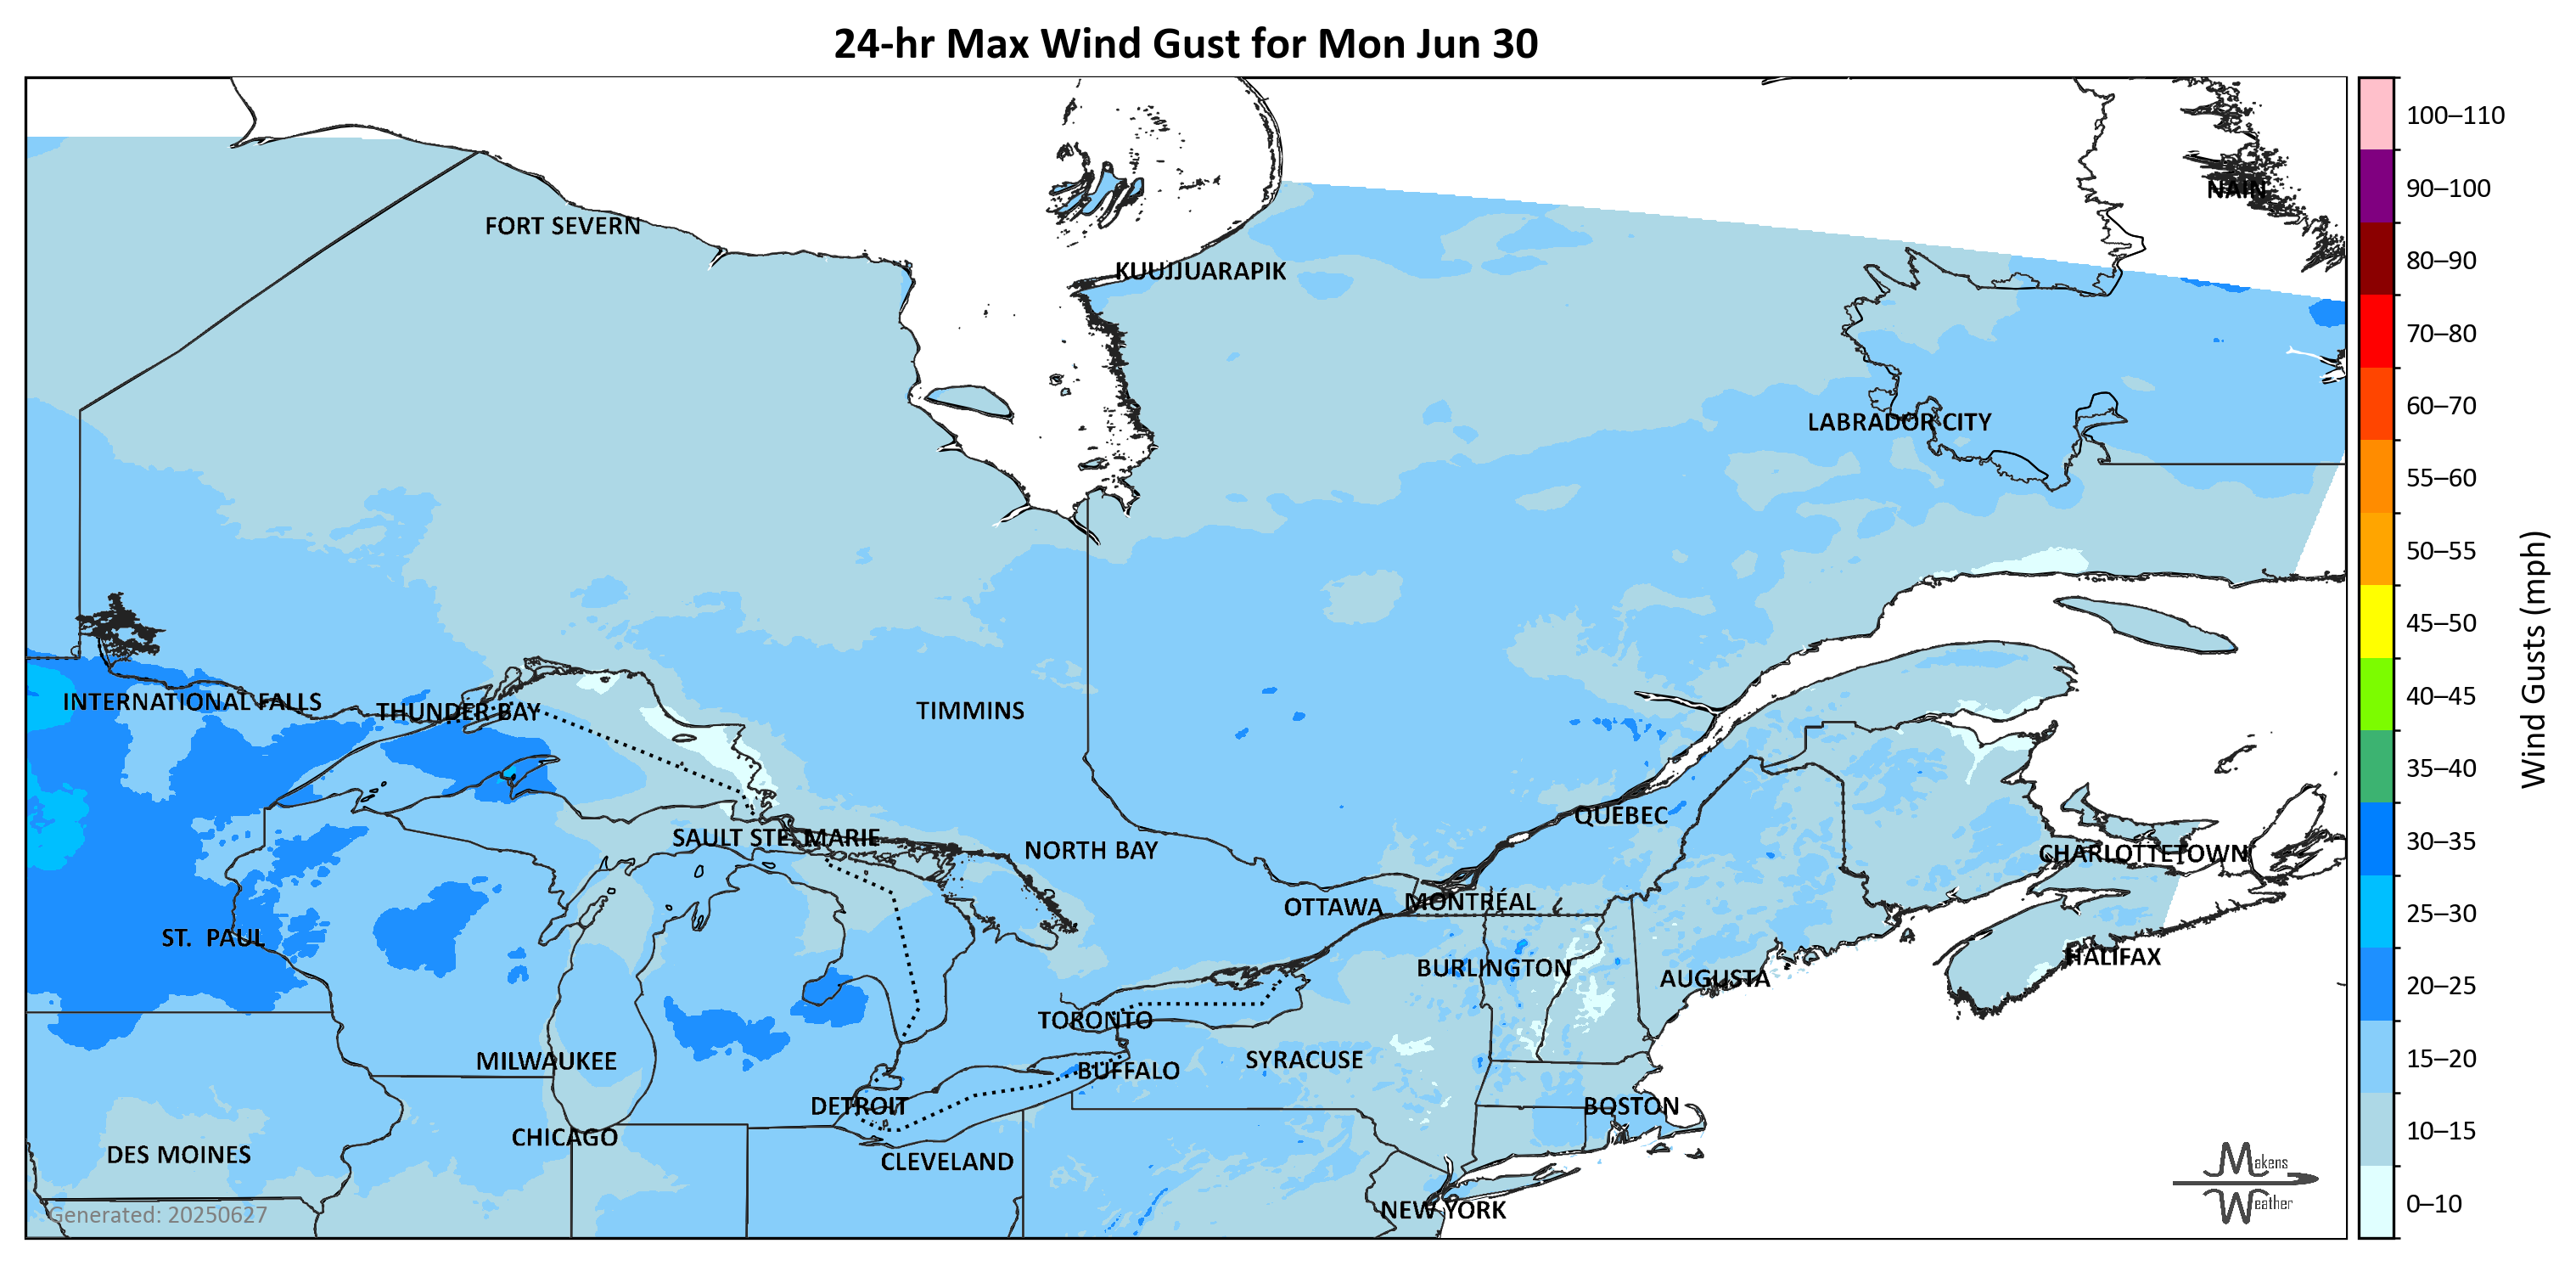 24-hr Max Wind Gust for Mon Jun 30
100–110
90–100
NAIN
FORT SEVERN
80–90
KUUJJUARAPIK
70–80
60–70
LABRADOR CITY
55–60
50–55
45–50
Wind Gusts (mph)
40–45
INTERNATIONAL FALLS
THUNDER BAY
TIMMINS
35–40
QUEBEC
30–35
SAULT STE. MARIE
NORTH BAY
CHARLOTTETOWN
MONTRÉAL
OTTAWA
25–30
ST. PAUL
HALIFAX
BURLINGTON
AUGUSTA
20–25
TORONTO
MILWAUKEE
SYRACUSE
15–20
BUFFALO
DETROIT
BOSTON
10–15
CHICAGO
DES MOINES
CLEVELAND
Makens
Weather
0–10
NEW YORK
Generated: 20250627